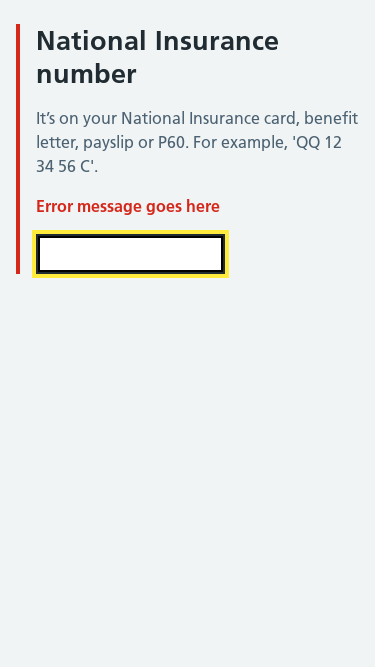 National Insurance
number
It’s on your National Insurance card, benefit
letter, payslip or P60. For example, 'QQ 12
34 56 C'.
Error message goes here